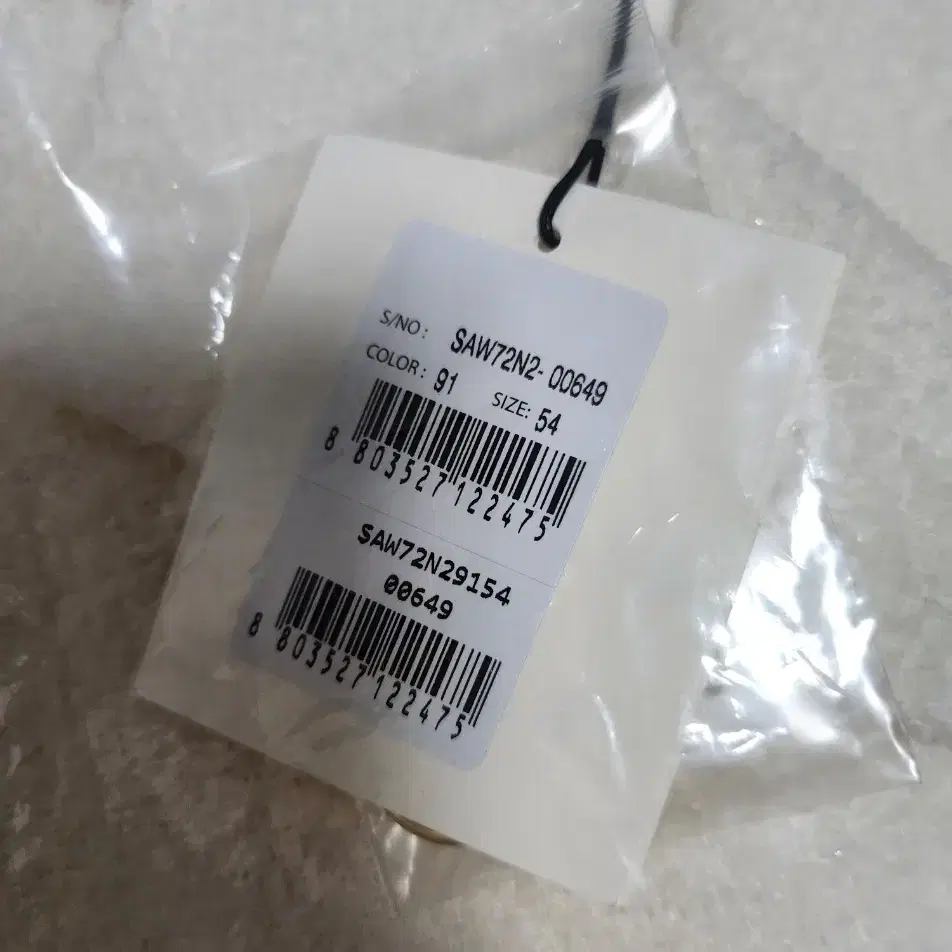 S/NO: SAW72N2-00649
COLOR: 91 SIZE: 54
8 803527 122475
SAW72N29154
00649
8 803527 122475